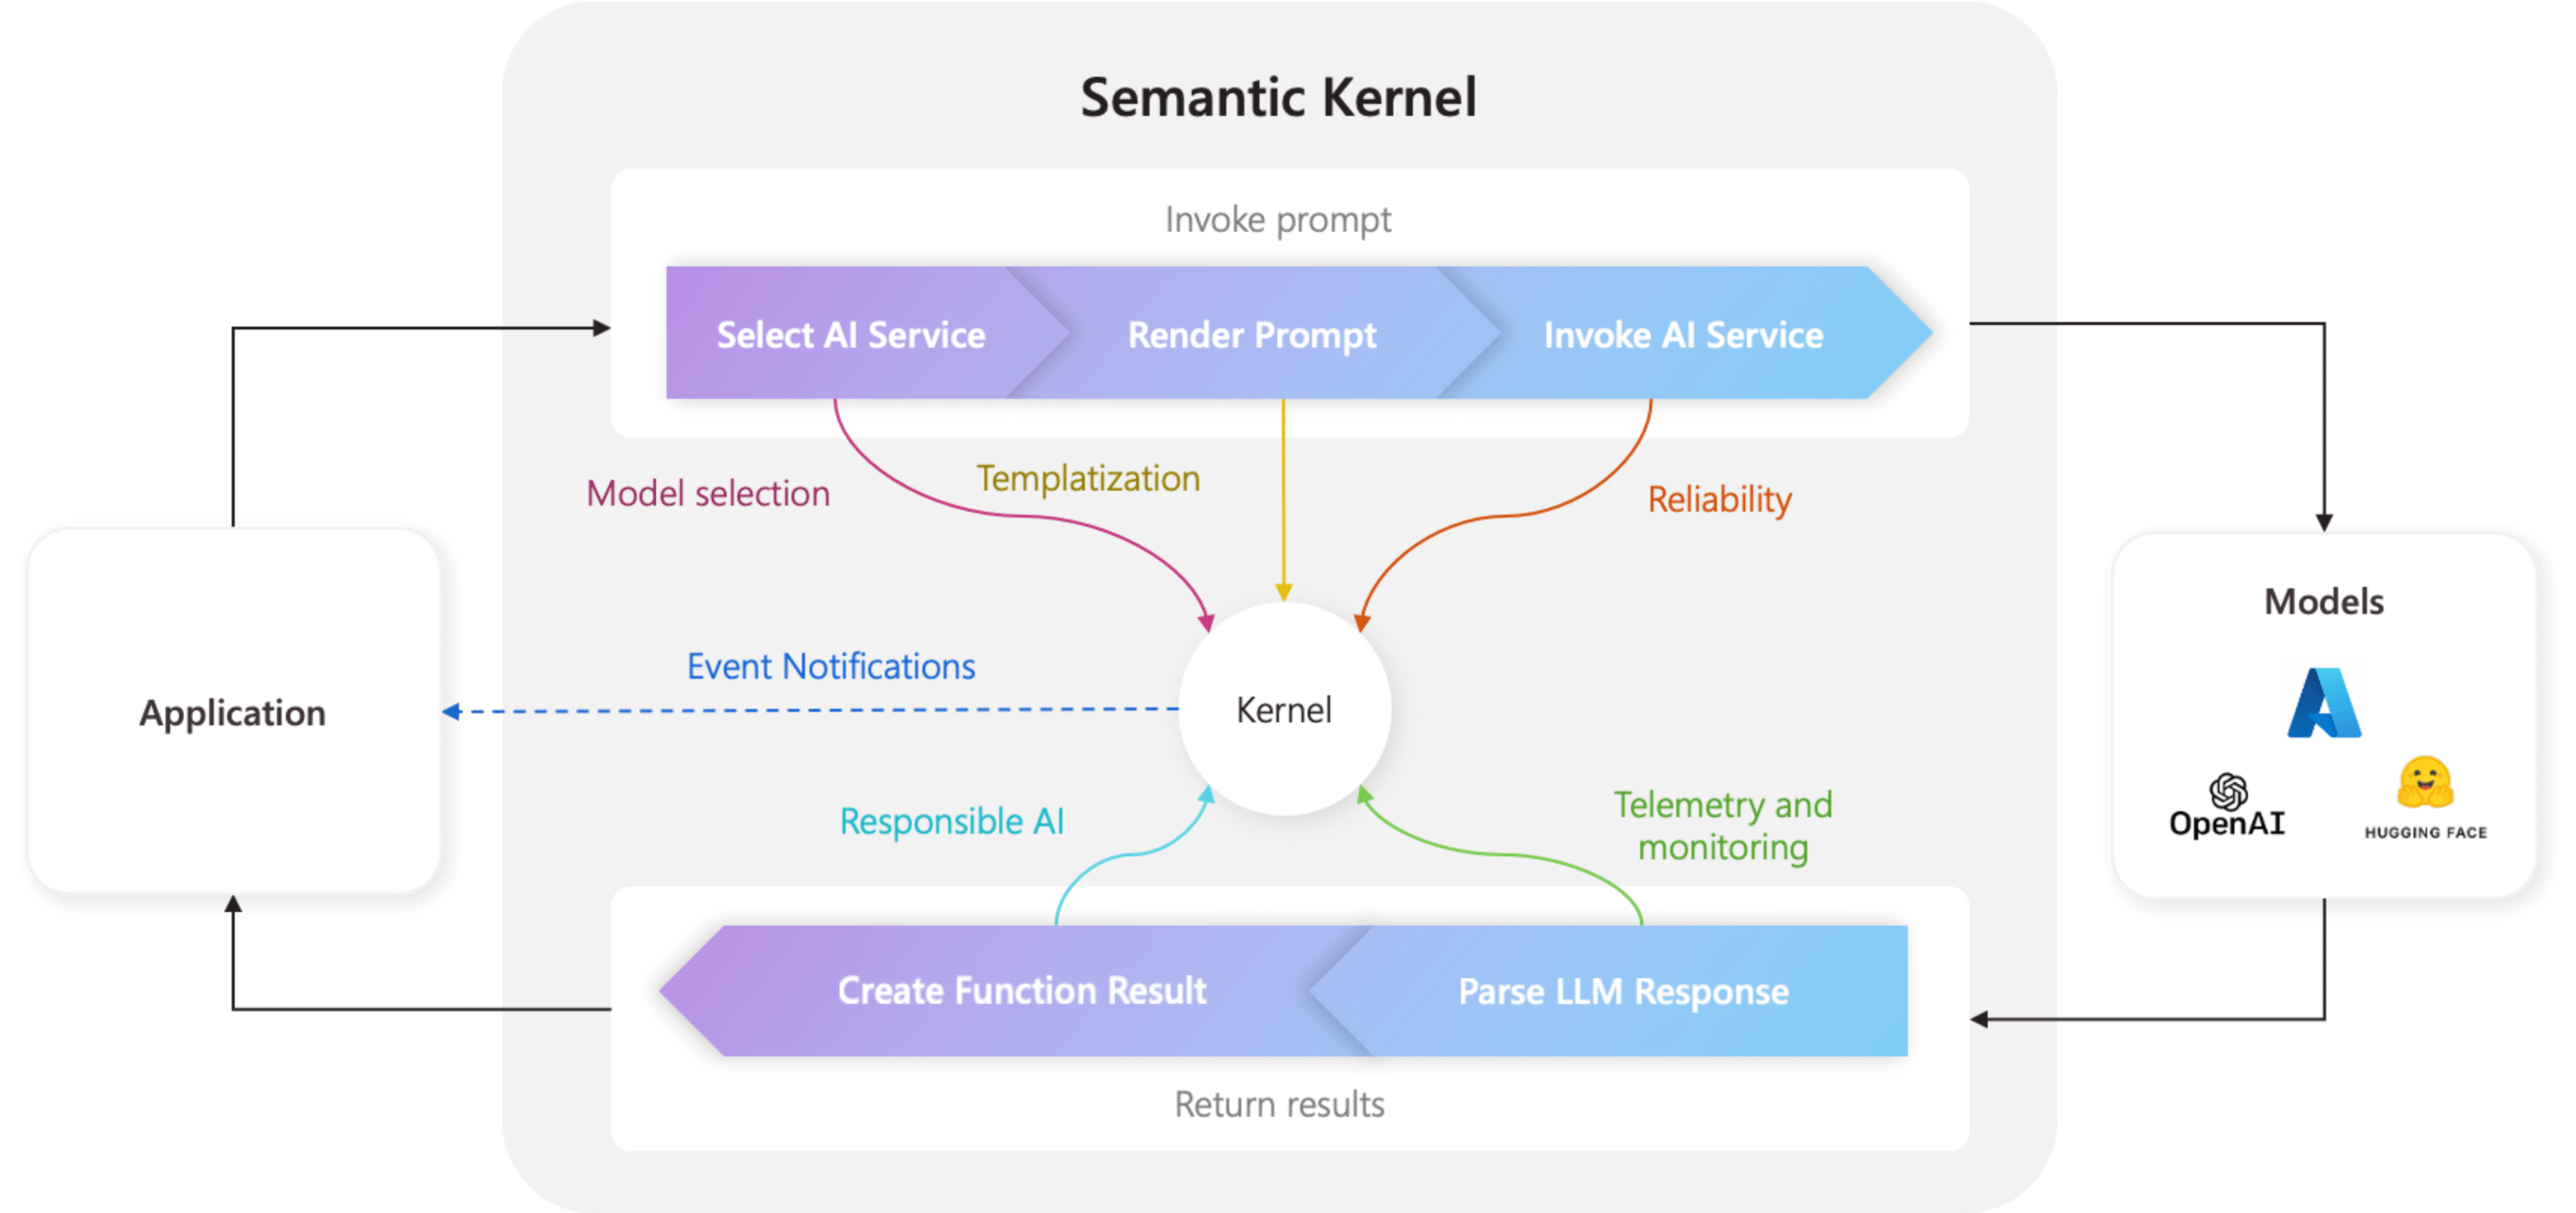 Semantic Kernel
Invoke prompt
Select AI Service
Render Prompt
Invoke AI Service
Model selection
Templatization
Reliability
Application
Event Notifications
Kernel
Models
OpenAI
HUGGING FACE
Responsible AI
Telemetry and
monitoring
Create Function Result
Parse LLM Response
Return results